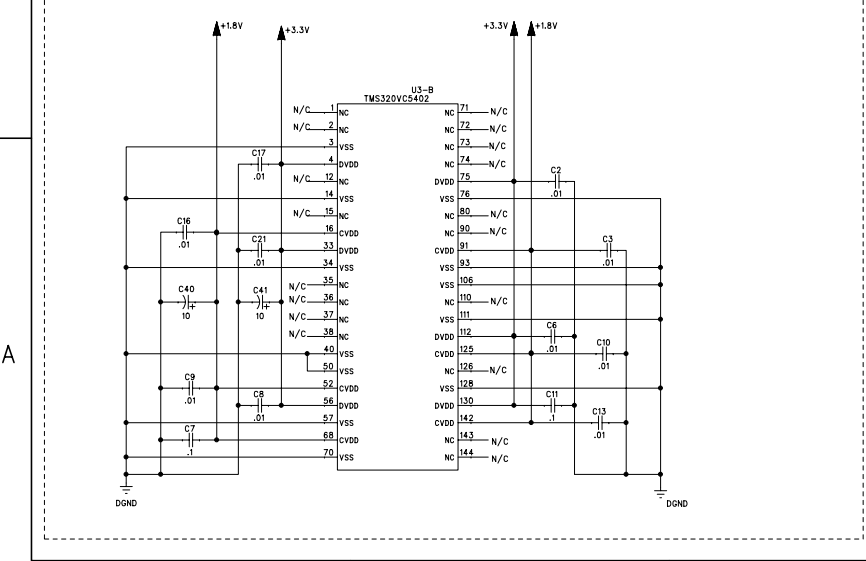 +1.8V
+3.3V
+3.3V
+1.8V
U3-B
TMS320VC5402
N/C 1 NC
NC 71 N/C
N/C 2 NC
NC 72 N/C
3 VSS
NC 73 N/C
C17
.01
4 DVDD
NC 74 N/C
N/C 12 NC
DVDD 75
C2
.01
14 VSS
VSS 76
N/C 15 NC
NC 80 N/C
C16
.01
16 CVDD
NC 90 N/C
C21
.01
33 DVDD
CVDD 91
C3
.01
34 VSS
VSS 93
N/C 35 NC
VSS 106
C40
+
10
C41
+
10
N/C 36 NC
NC 110 N/C
N/C 37 NC
VSS 111
N/C 38 NC
DVDD 112
C6
.01
40 VSS
CVDD 125
C10
.01
A
50 VSS
NC 126 N/C
C9
.01
52 CVDD
VSS 128
C8
.01
56 DVDD
DVDD 130
C11
.1
57 VSS
CVDD 142
C13
.01
C7
.1
68 CVDD
NC 143 N/C
70 VSS
NC 144 N/C
DGND
DGND